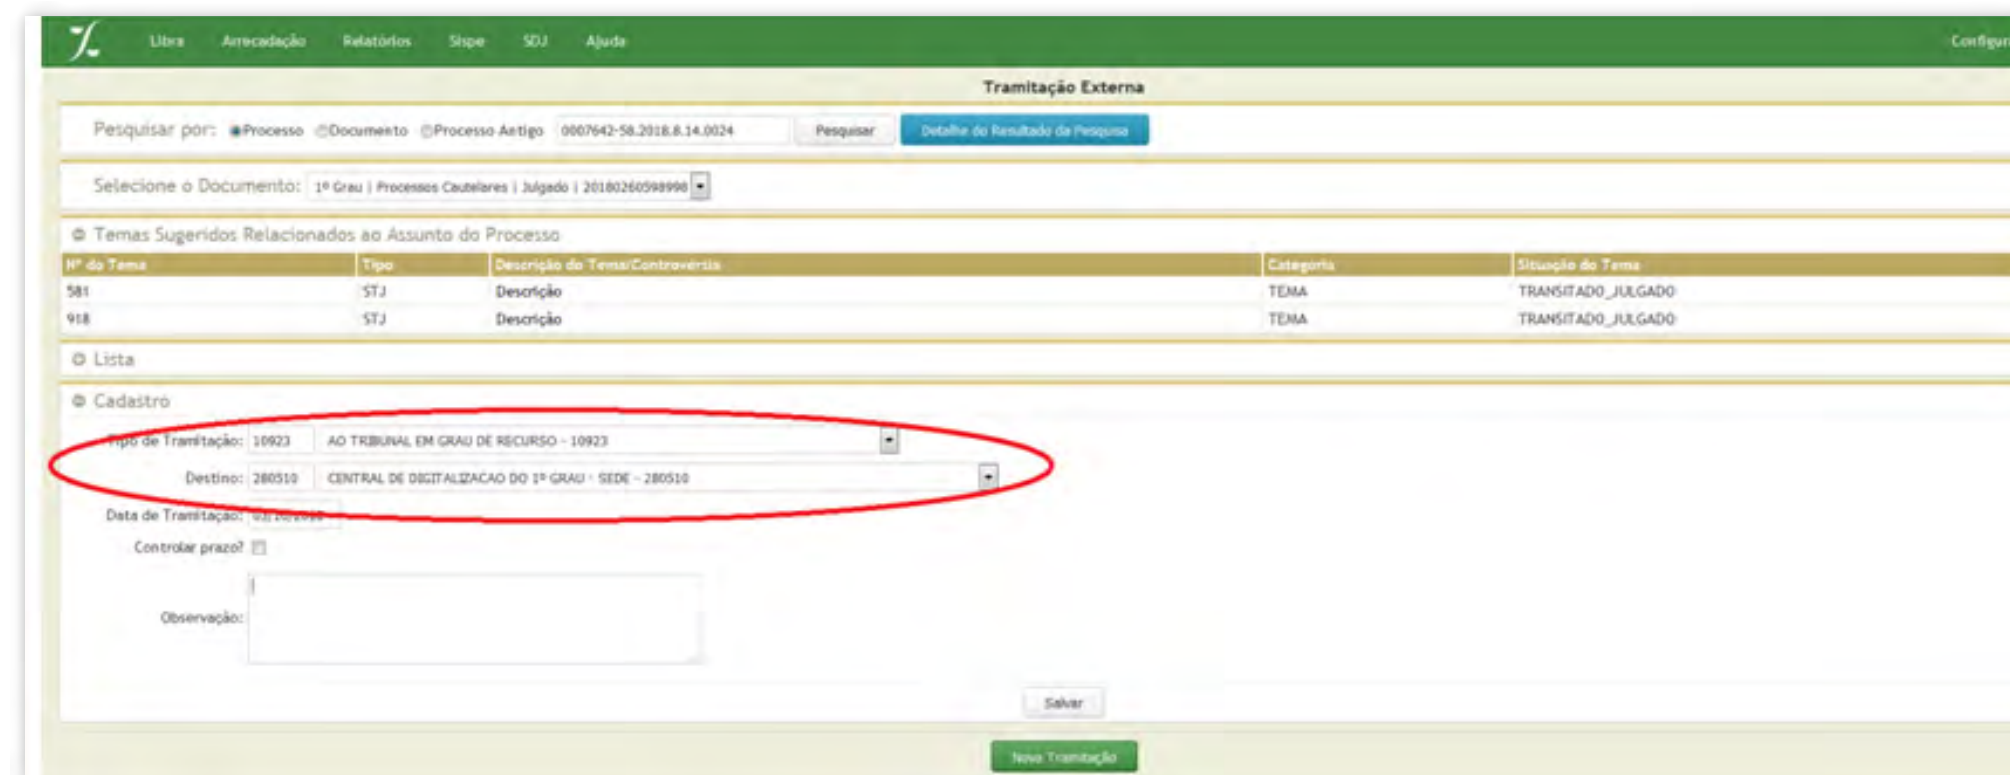 Libra Arrecadação Relatórios Sispe SDJ Ajuda
Tramitação Externa
Pesquisar por: Processo Documento Processo Antigo 0007642-58.2018.8.14.0024 Pesquisar Detalhe do Resultado da Pesquisa
Selecione o Documento: 1º Grau | Processos Cautelares | Julgado | 20180260598998
Temas Sugeridos Relacionados ao Assunto do Processo
Nº do Tema Tipo Descrição do Tema/Controvérsia Categoria Situação do Tema
581 STJ Descrição TEMA TRANSITADO_JULGADO
918 STJ Descrição TEMA TRANSITADO_JULGADO
Lista
Cadastro
Tipo de Tramitação: 10923 AO TRIBUNAL EM GRAU DE RECURSO - 10923
Destino: 280510 CENTRAL DE DIGITALIZACAO DO 1º GRAU - SEDE - 280510
Data de Tramitação:
Controlar prazo?
Observação:
Salvar
Nova Tramitação